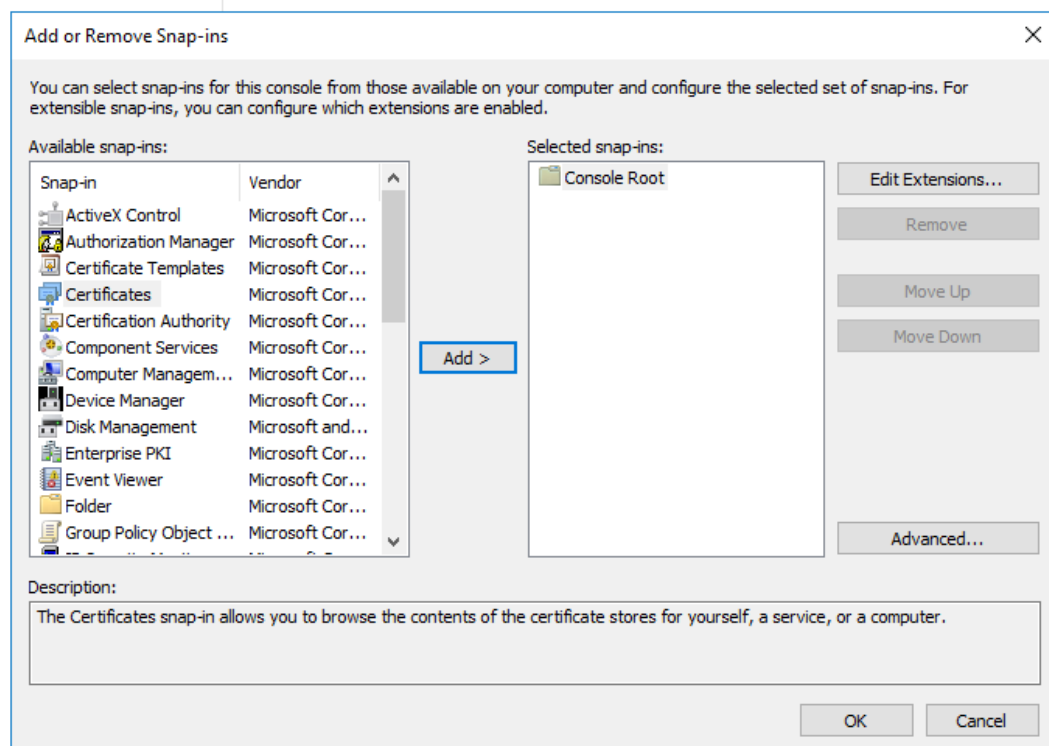 Add or Remove Snap-ins
You can select snap-ins for this console from those available on your computer and configure the selected set of snap-ins. For
extensible snap-ins, you can configure which extensions are enabled.
Available snap-ins:
Snap-in Vendor
ActiveX Control Microsoft Cor...
Authorization Manager Microsoft Cor...
Certificate Templates Microsoft Cor...
Certificates Microsoft Cor...
Certification Authority Microsoft Cor...
Component Services Microsoft Cor...
Computer Managem... Microsoft Cor...
Device Manager Microsoft Cor...
Disk Management Microsoft and...
Enterprise PKI Microsoft Cor...
Event Viewer Microsoft Cor...
Folder Microsoft Cor...
Group Policy Object ... Microsoft Cor...
Add >
Selected snap-ins:
Console Root
Edit Extensions...
Remove
Move Up
Move Down
Advanced...
Description:
The Certificates snap-in allows you to browse the contents of the certificate stores for yourself, a service, or a computer.
OK
Cancel